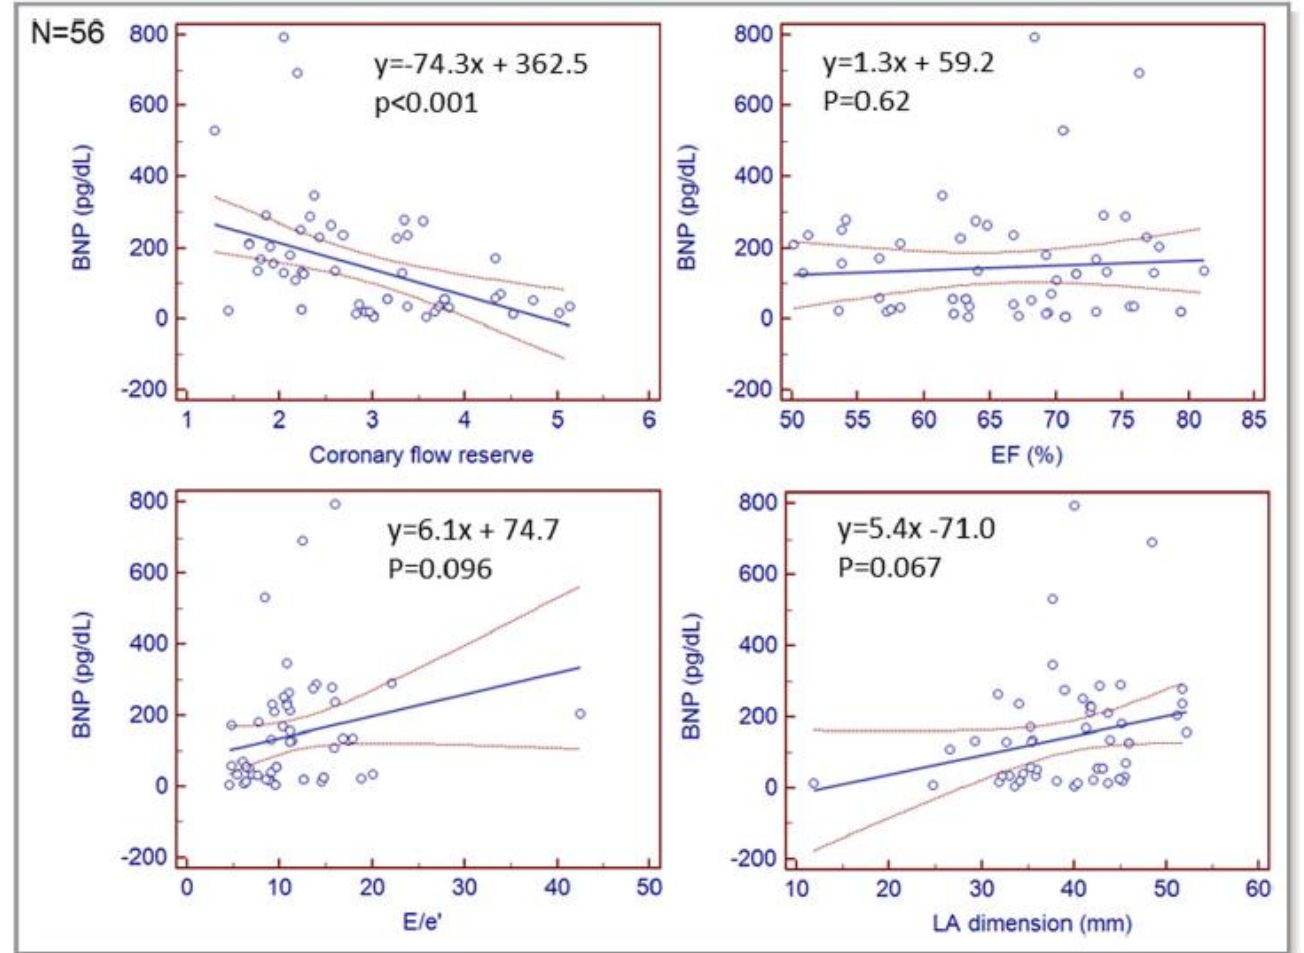 N=56
800
600
400
200
0
-200
BNP (pg/dL)
y=-74.3x + 362.5
p<0.001
1 2 3 4 5 6
Coronary flow reserve
800
600
400
200
0
-200
BNP (pg/dL)
y=1.3x + 59.2
P=0.62
50 55 60 65 70 75 80 85
EF (%)
800
600
400
200
0
-200
BNP (pg/dL)
y=6.1x + 74.7
P=0.096
0 10 20 30 40 50
E/e'
800
600
400
200
0
-200
BNP (pg/dL)
y=5.4x -71.0
P=0.067
10 20 30 40 50 60
LA dimension (mm)